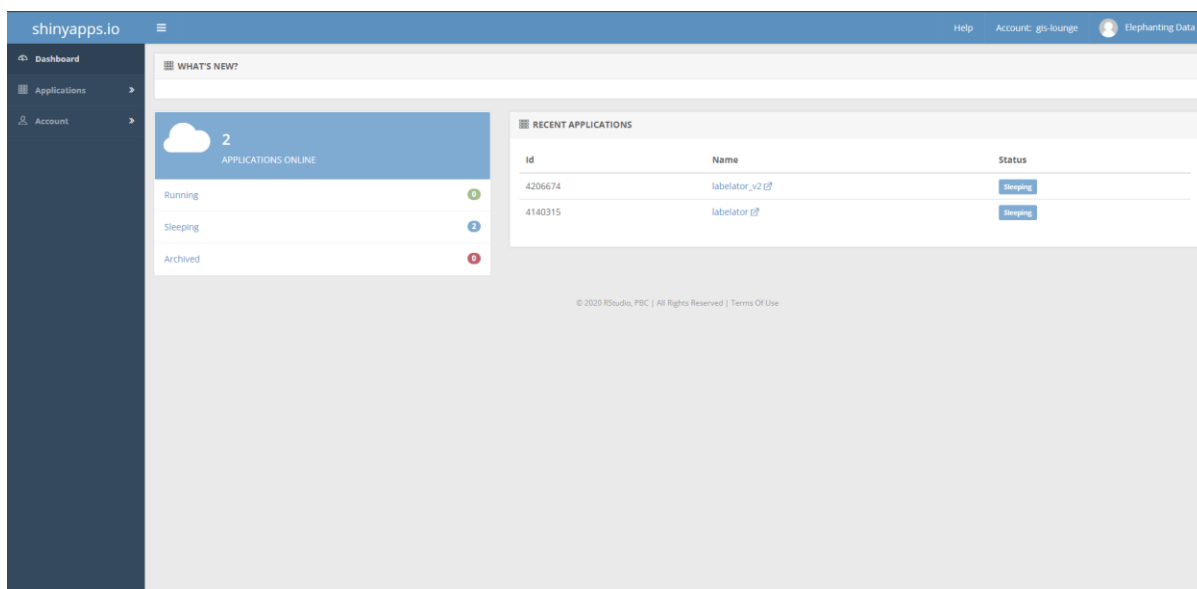 shinyapps.io
Help Account: gis-lounge Elephanting Data
Dashboard
Applications
Account
WHAT'S NEW?
2
APPLICATIONS ONLINE
Running 0
Sleeping 2
Archived 0
RECENT APPLICATIONS
Id Name Status
4206674 labelator_v2 Sleeping
4140315 labelator Sleeping
© 2020 RStudio, PBC | All Rights Reserved | Terms Of Use